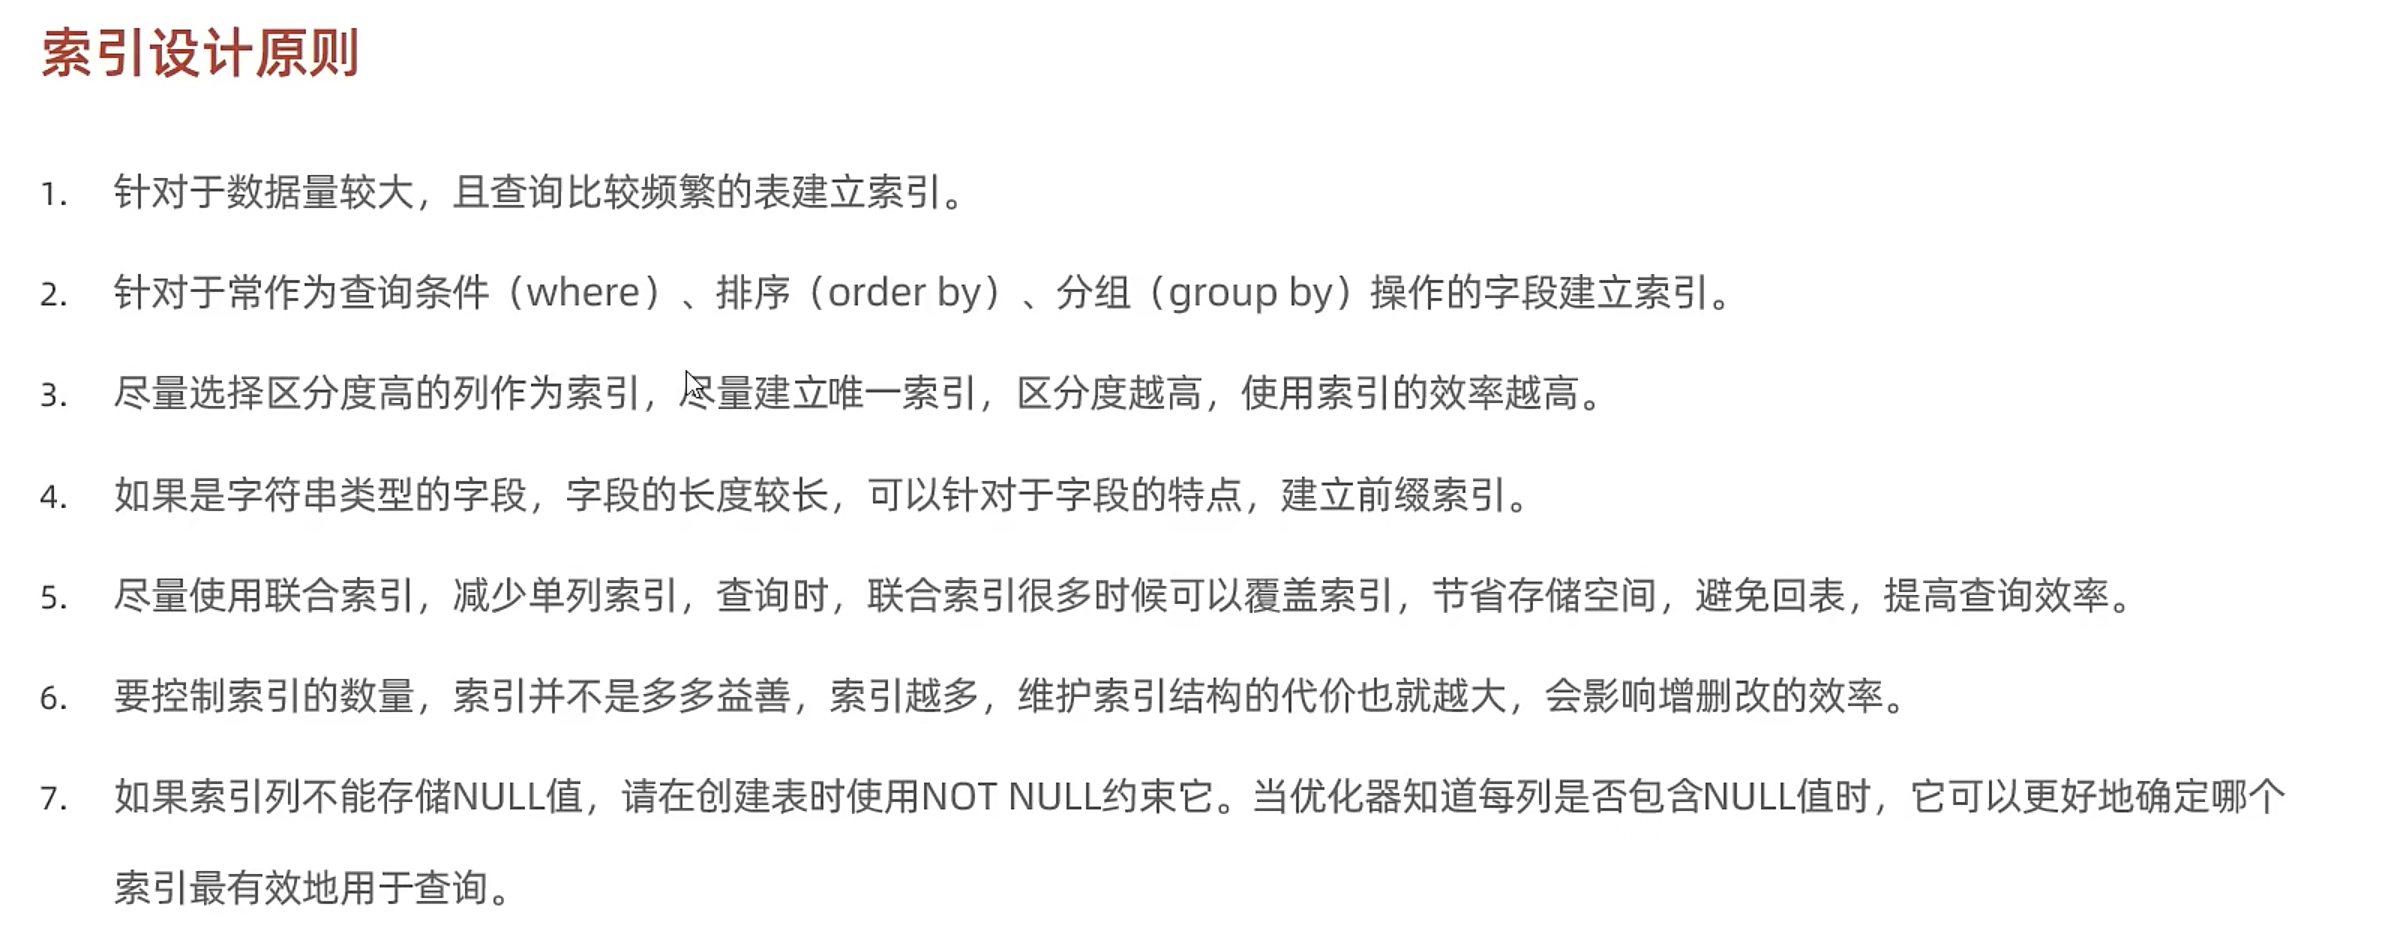 索引设计原则
1. 针对于数据量较大，且查询比较频繁的表建立索引。
2. 针对于常作为查询条件（where）、排序（order by）、分组（group by）操作的字段建立索引。
3. 尽量选择区分度高的列作为索引，尽量建立唯一索引，区分度越高，使用索引的效率越高。
4. 如果是字符串类型的字段，字段的长度较长，可以针对于字段的特点，建立前缀索引。
5. 尽量使用联合索引，减少单列索引，查询时，联合索引很多时候可以覆盖索引，节省存储空间，避免回表，提高查询效率。
6. 要控制索引的数量，索引并不是多多益善，索引越多，维护索引结构的代价也就越大，会影响增删改的效率。
7. 如果索引列不能存储NULL值，请在创建表时使用NOT NULL约束它。当优化器知道每列是否包含NULL值时，它可以更好地确定哪个
索引最有效地用于查询。